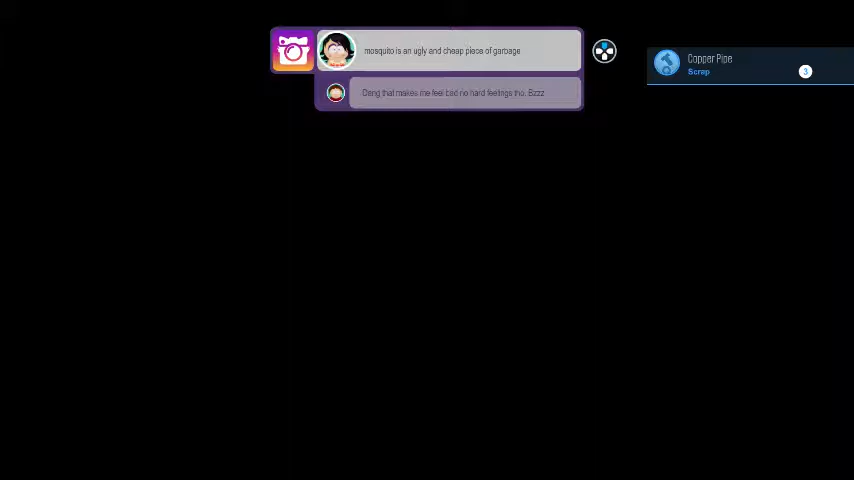 mosquito is an ugly and cheap piece of garbage
Dang that makes me feel bad no hard feelings tho. Bzzz
Copper Pipe
Scrap
3